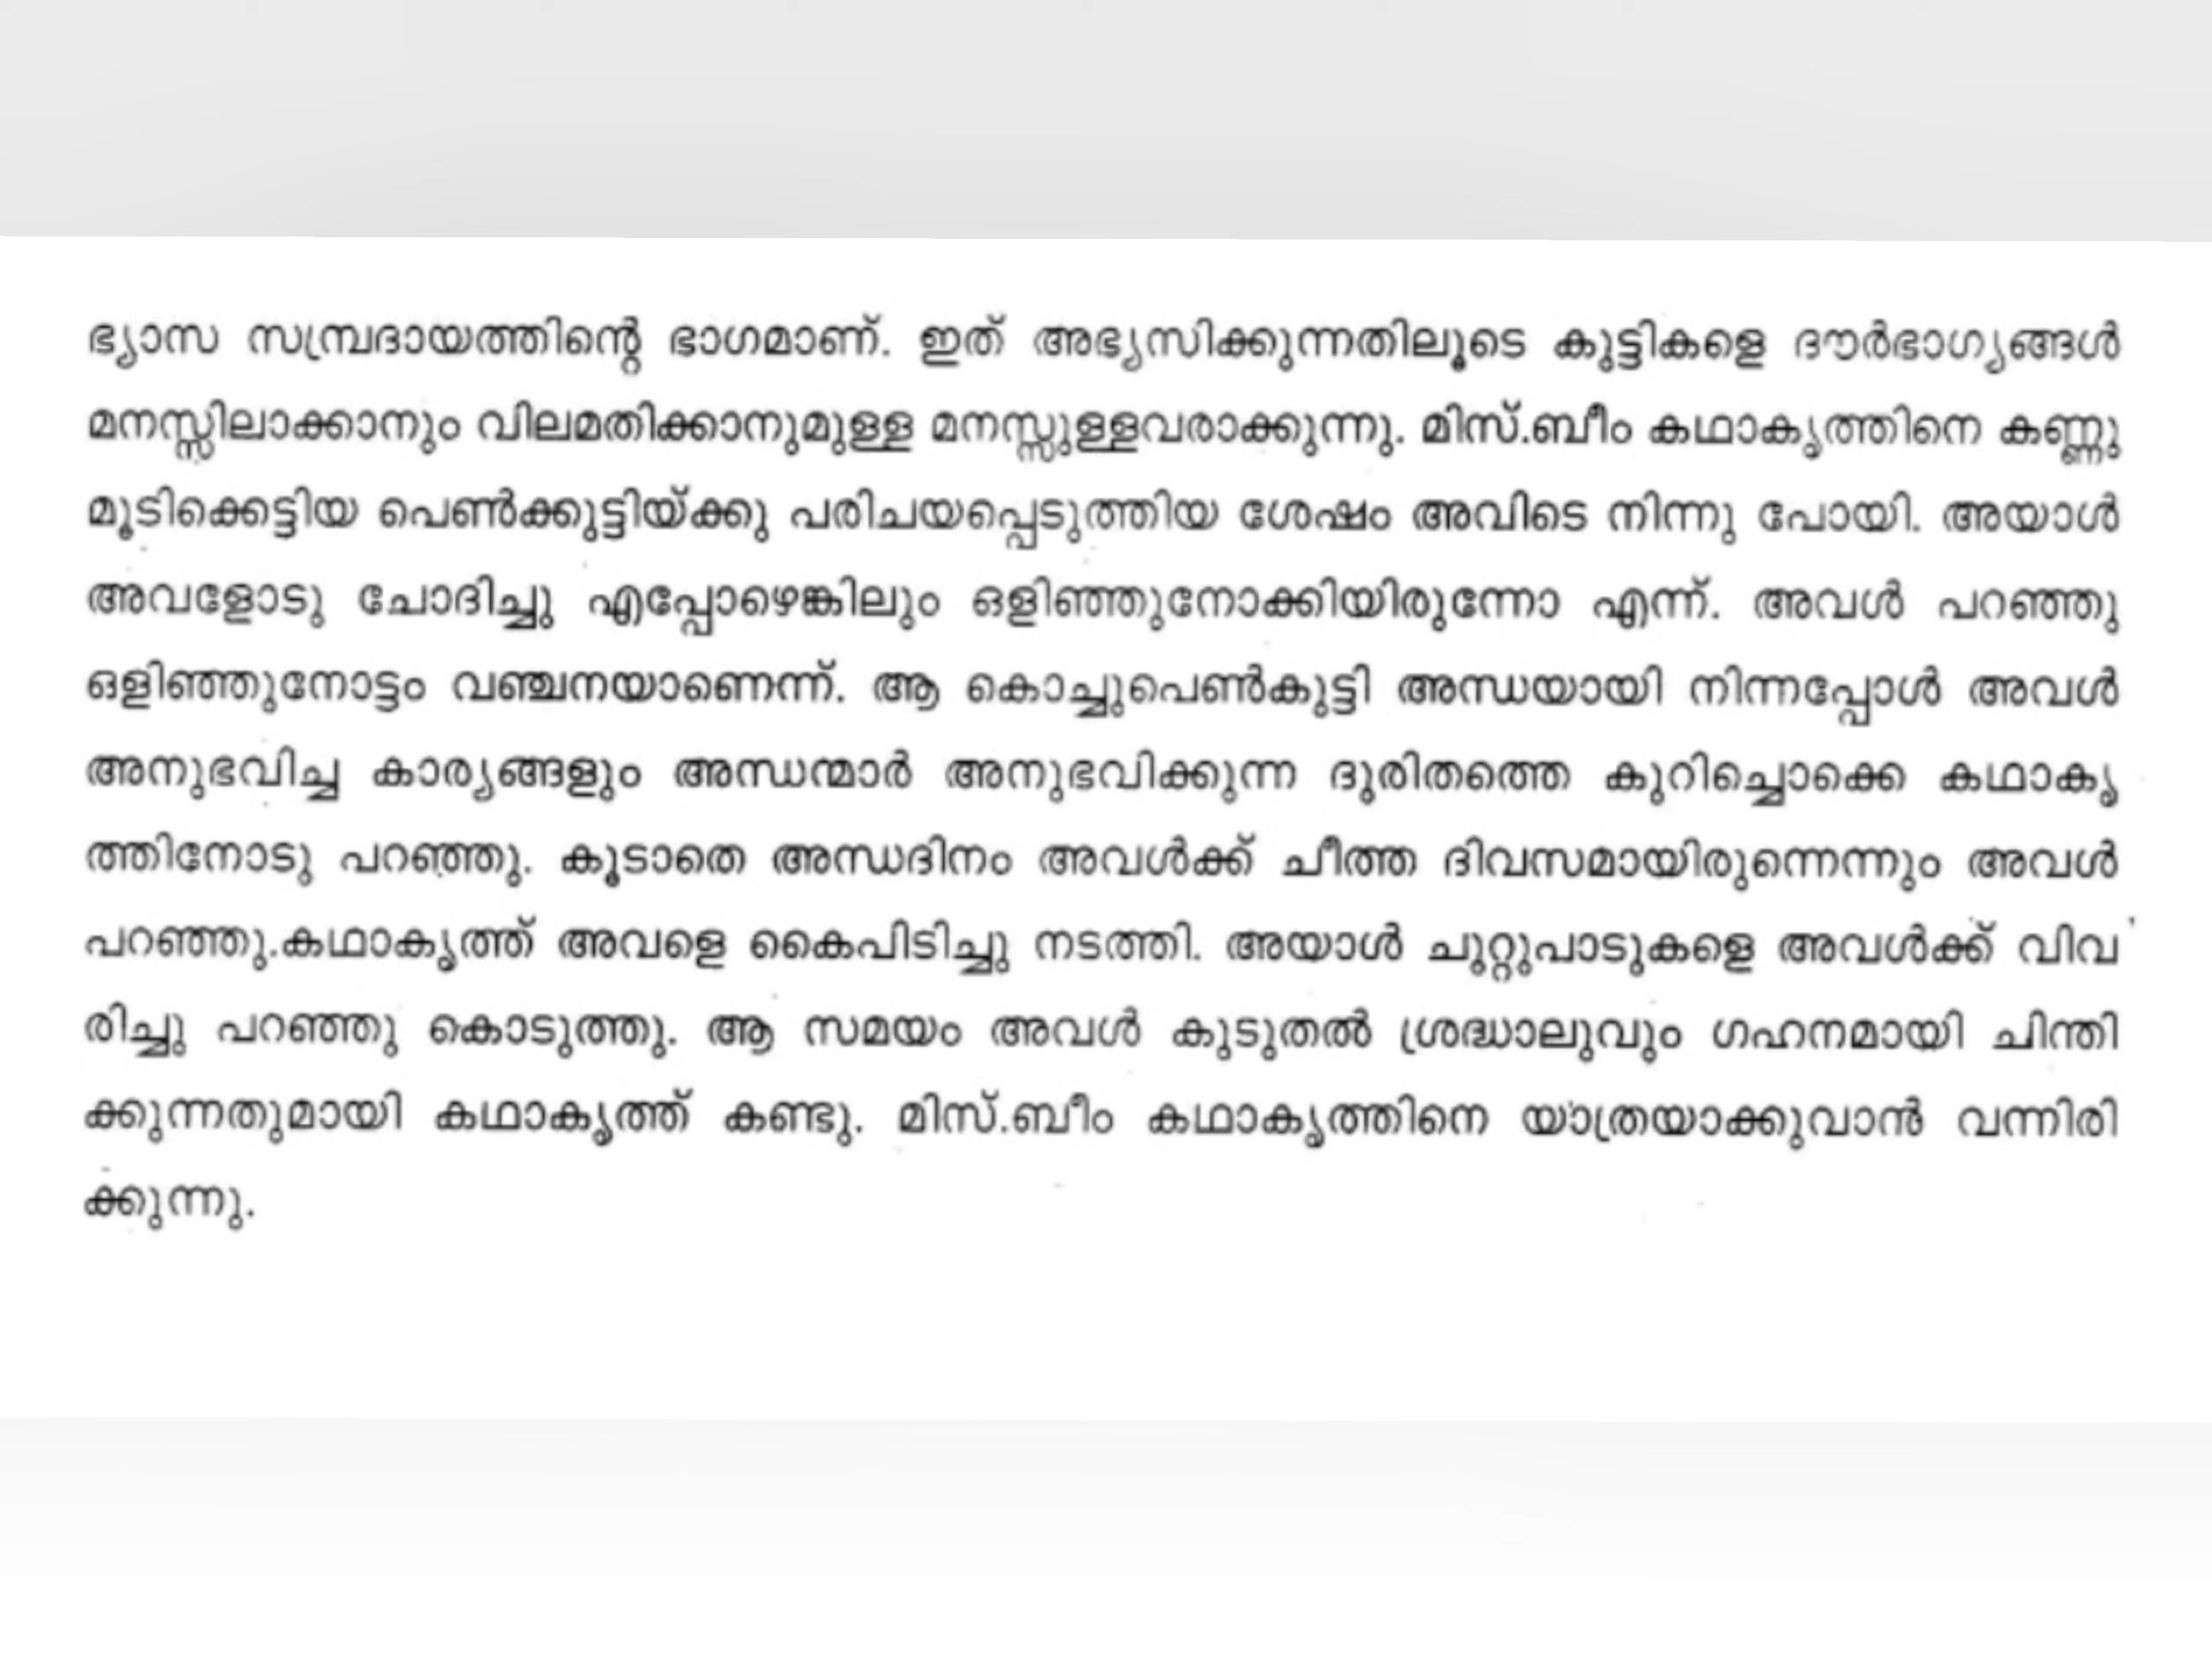 ഭ്യാസ സമ്പ്രദായത്തിന്റെ ഭാഗമാണ്. ഇത് അഭ്യസിക്കുന്നതിലൂടെ കുട്ടികളെ ദൗർഭാഗ്യങ്ങൾ
മനസ്സിലാക്കാനും വിലമതിക്കാനുമുള്ള മനസ്സുള്ളവരാക്കുന്നു. മിസ്.ബീം കഥാകൃത്തിനെ കണ്ണു
മൂടിക്കെട്ടിയ പെൺക്കുട്ടിയ്ക്കു പരിചയപ്പെടുത്തിയ ശേഷം അവിടെ നിന്നു പോയി. അയാൾ
അവളോടു ചോദിച്ചു എപ്പോഴെങ്കിലും ഒളിഞ്ഞുനോക്കിയിരുന്നോ എന്ന്. അവൾ പറഞ്ഞു
ഒളിഞ്ഞുനോട്ടം വഞ്ചനയാണെന്ന്. ആ കൊച്ചുപെൺകുട്ടി അന്ധയായി നിന്നപ്പോൾ അവൾ
അനുഭവിച്ച കാര്യങ്ങളും അന്ധന്മാർ അനുഭവിക്കുന്ന ദുരിതത്തെ കുറിച്ചൊക്കെ കഥാകൃ
ത്തിനോടു പറഞ്ഞു. കൂടാതെ അന്ധദിനം അവൾക്ക് ചീത്ത ദിവസമായിരുന്നെന്നും അവൾ
പറഞ്ഞു.കഥാകൃത്ത് അവളെ കൈപിടിച്ചു നടത്തി. അയാൾ ചുറ്റുപാടുകളെ അവൾക്ക് വിവ
രിച്ചു പറഞ്ഞു കൊടുത്തു. ആ സമയം അവൾ കുടുതൽ ശ്രദ്ധാലുവും ഗഹനമായി ചിന്തി
ക്കുന്നതുമായി കഥാകൃത്ത് കണ്ടു. മിസ്.ബീം കഥാകൃത്തിനെ യാത്രയാക്കുവാൻ വന്നിരി
ക്കുന്നു.